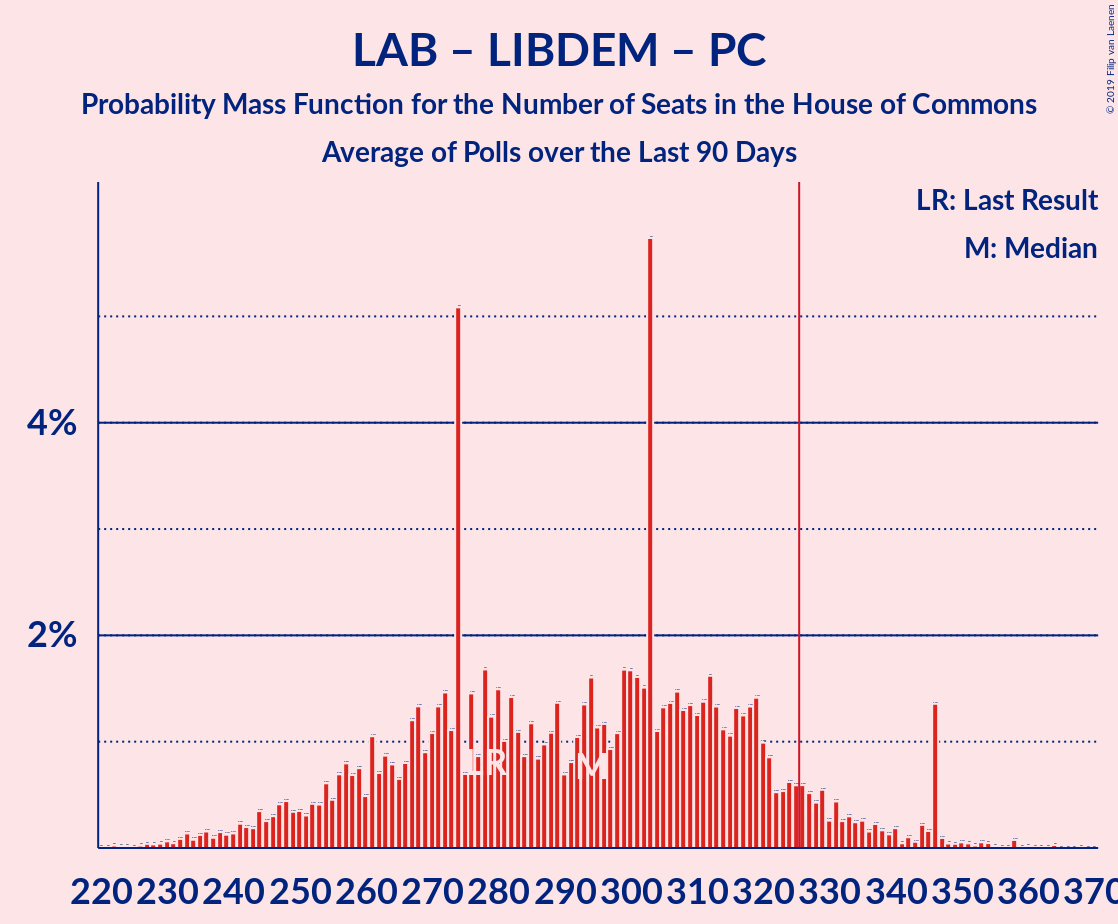 LAB – LIBDEM – PC
Probability Mass Function for the Number of Seats in the House of Commons
Average of Polls over the Last 90 Days
© 2019 Filip van Laenen
LR: Last Result
M: Median
4%
2%
LR
M
220 230 240 250 260 270 280 290 300 310 320 330 340 350 360 370